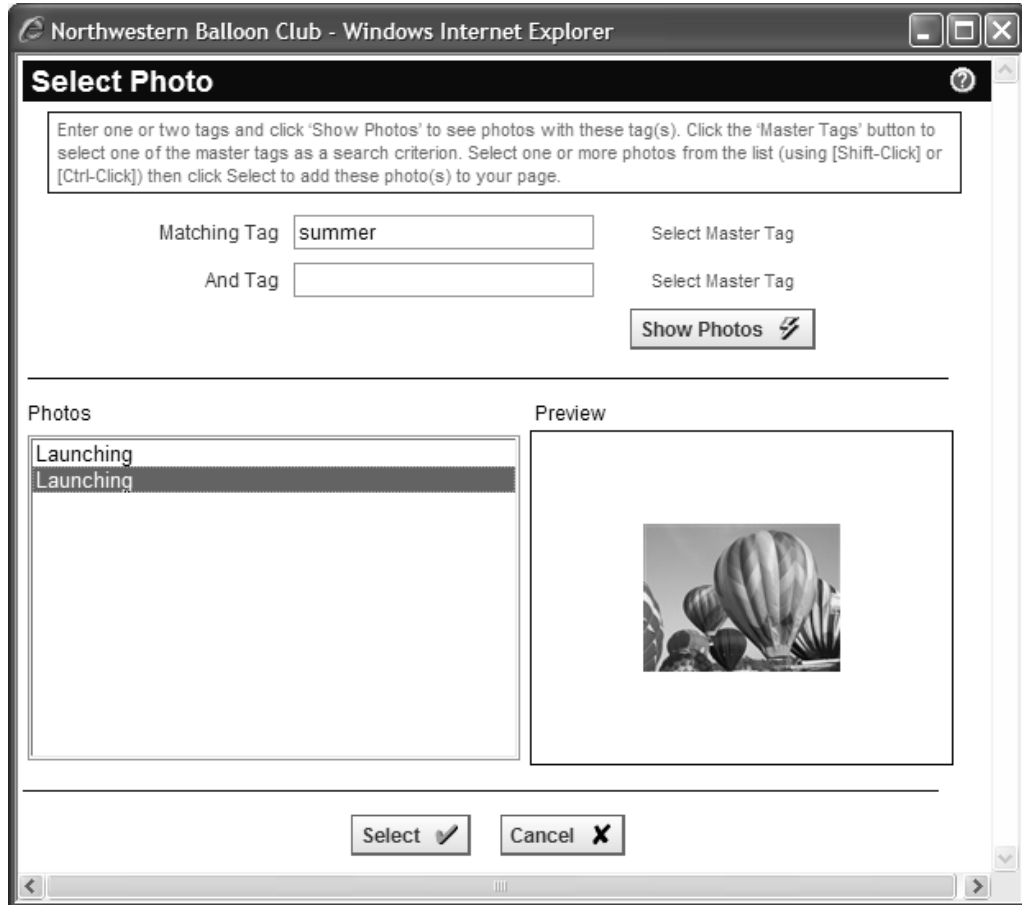 Northwestern Balloon Club - Windows Internet Explorer
Select Photo
Enter one or two tags and click ‘Show Photos’ to see photos with these tag(s). Click the ‘Master Tags’ button to
select one of the master tags as a search criterion. Select one or more photos from the list (using [Shift-Click] or
[Ctrl-Click]) then click Select to add these photo(s) to your page.
Matching Tag summer Select Master Tag
And Tag Select Master Tag
Show Photos
Photos Preview
Launching
Launching
Select Cancel